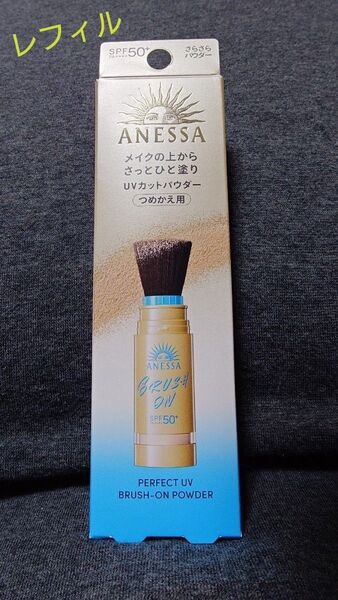 レフィル
SPF50+
PA++++
さらさら
パウダー
ANESSA
メイクの上から
さっとひと塗り
UVカットパウダー
つめかえ用
ANESSA
BRUSH
ON
SPF50+
PERFECT UV
BRUSH-ON POWDER